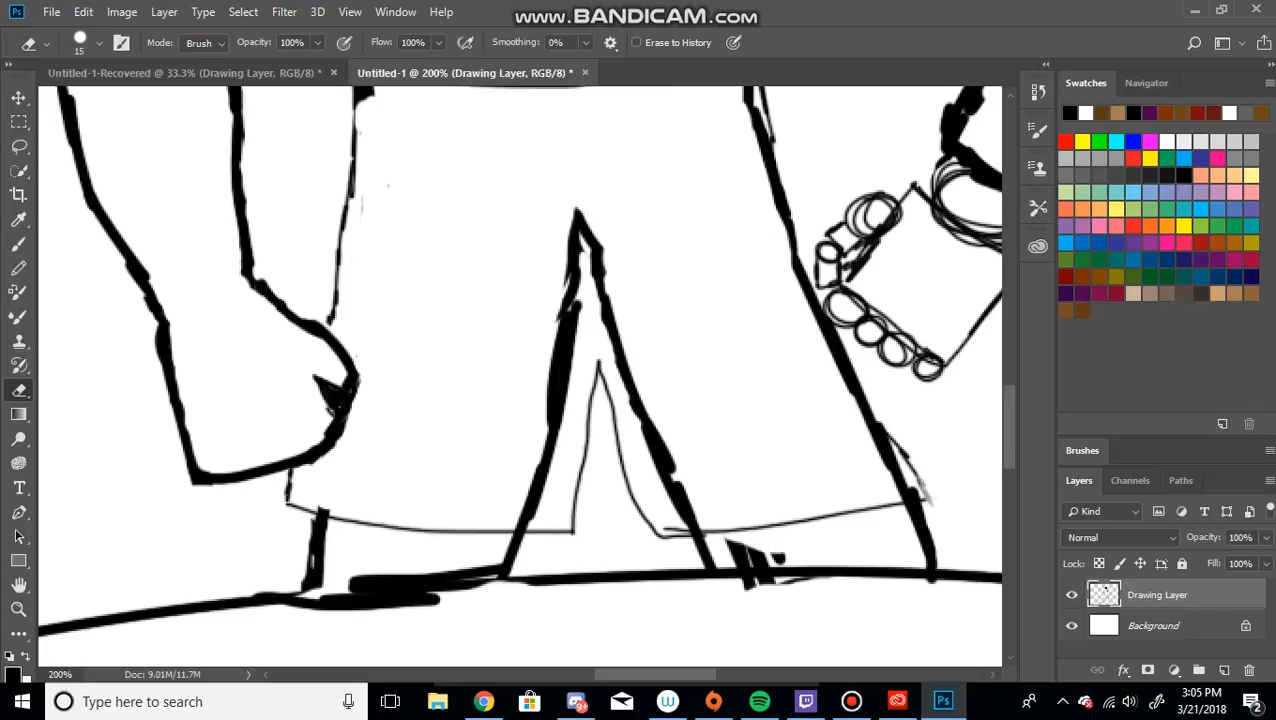 www.BANDICAM.com
File Edit Image Layer Type Select Filter 3D View Window Help
15 Mode: Brush Opacity: 100% Flow: 100% Smoothing: 0% Erase to History
Untitled-1-Recovered @ 33.3% (Drawing Layer, RGB/8) * × Untitled-1 @ 200% (Drawing Layer, RGB/8) * ×
Swatches Navigator
Brushes
Layers Channels Paths
Kind
Normal Opacity: 100%
Lock: Fill: 100%
Drawing Layer
Background
200% Doc: 9.01M/11.7M
Type here to search
3:05 PM
3/21/2018
2